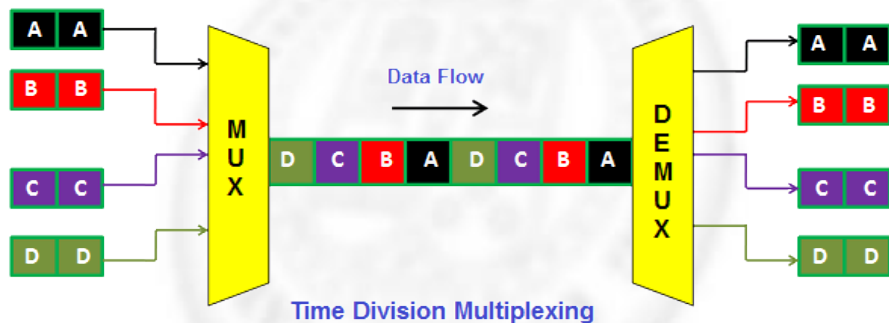 A A
B B
C C
D D
MUX
Data Flow
D C B A D C B A
DEMUX
A A
B B
C C
D D
Time Division Multiplexing